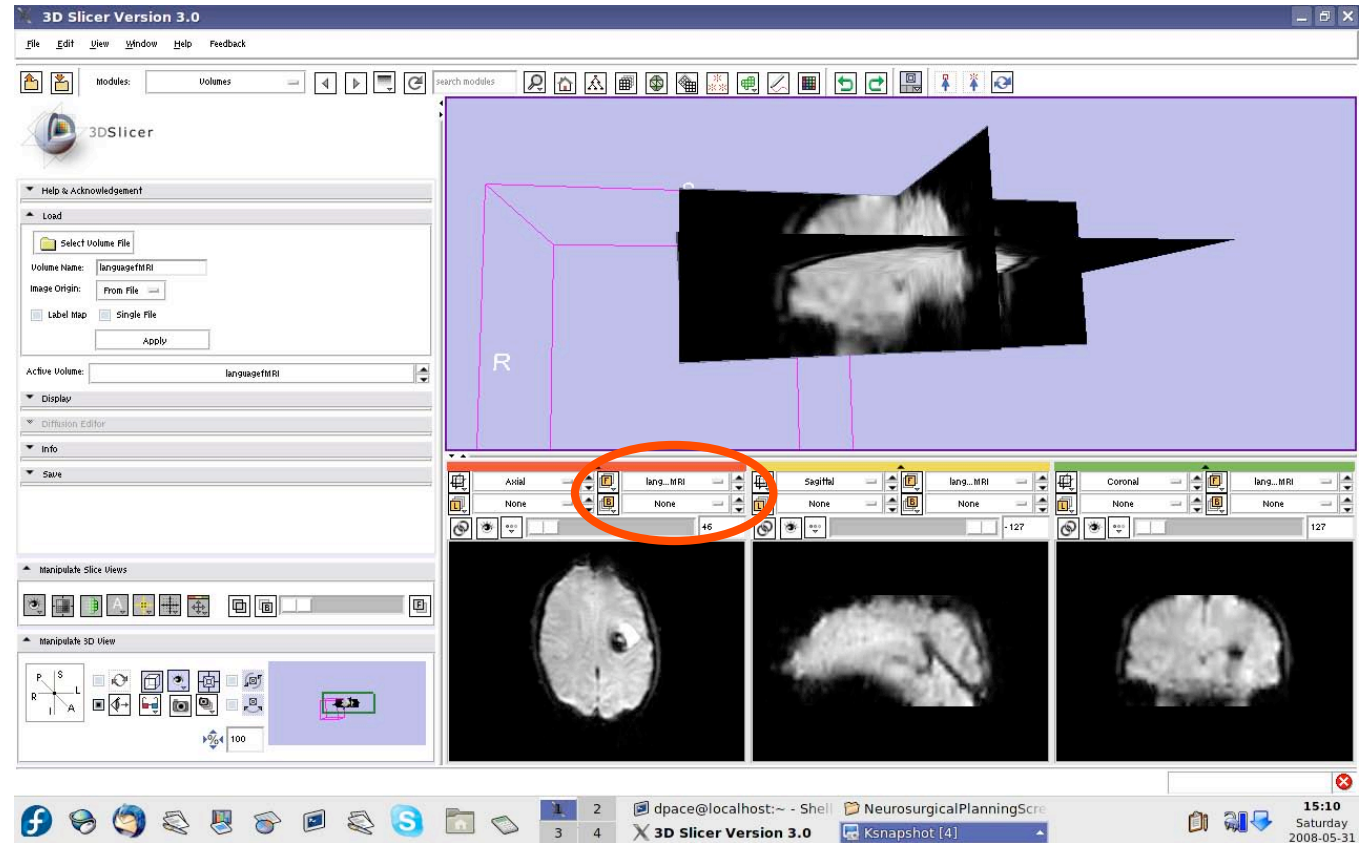 3D Slicer Version 3.0
File Edit View Window Help Feedback
Modules: Volumes search modules
3DSlicer
Help & Acknowledgement
Load
Select Volume File
Volume Name: languagefMRI
Image Origin: From File
Label Map Single File
Apply
Active Volume: languagefMRI
Display
Diffusion Editor
Info
Save
Manipulate Slice Views
Manipulate 3D View
P S
R L
I A
100
R
Axial F lang...MRI Sagittal F lang...MRI Coronal F lang...MRI
L None B None L None B None L None B None
46 -127 127
1 2 dpace@localhost:~ - Shell NeurosurgicalPlanningScre
3 4 3D Slicer Version 3.0 Ksnapshot [4]
15:10
Saturday
2008-05-31